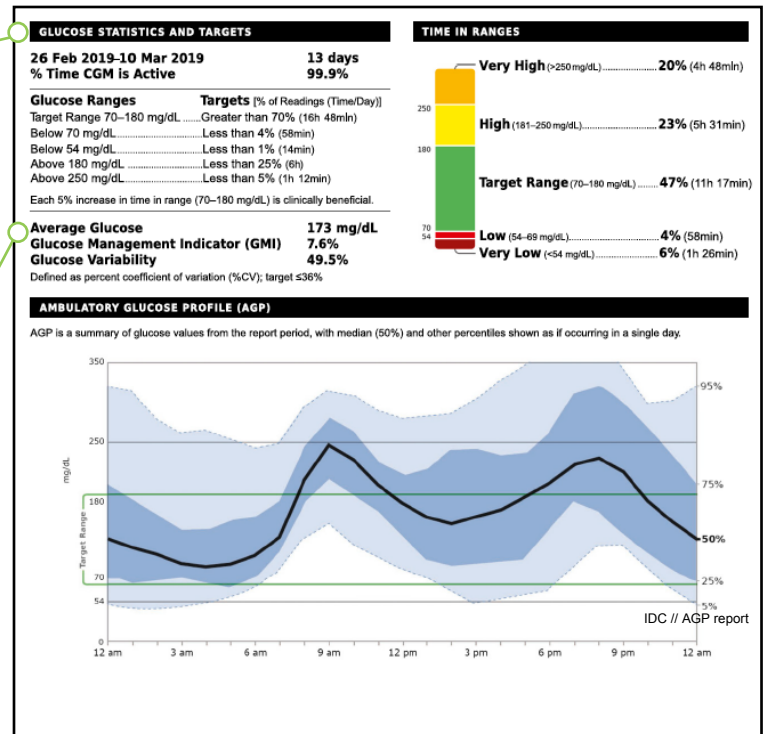 GLUCOSE STATISTICS AND TARGETS
26 Feb 2019–10 Mar 2019 13 days
% Time CGM is Active 99.9%
Glucose Ranges Targets [% of Readings (Time/Day)]
Target Range 70–180 mg/dL ......Greater than 70% (16h 48min)
Below 70 mg/dL......................Less than 4% (58min)
Below 54 mg/dL......................Less than 1% (14min)
Above 180 mg/dL ....................Less than 25% (6h)
Above 250 mg/dL....................Less than 5% (1h 12min)
Each 5% increase in time in range (70–180 mg/dL) is clinically beneficial.
Average Glucose 173 mg/dL
Glucose Management Indicator (GMI) 7.6%
Glucose Variability 49.5%
Defined as percent coefficient of variation (%CV); target ≤36%
TIME IN RANGES
Very High (>250 mg/dL)........................20% (4h 48min)
250
High (181–250 mg/dL)........................23% (5h 31min)
180
Target Range (70–180 mg/dL) ......47% (11h 17min)
70
54
Low (54–69 mg/dL)........................4% (58min)
Very Low (<54 mg/dL)........................6% (1h 26min)
AMBULATORY GLUCOSE PROFILE (AGP)
AGP is a summary of glucose values from the report period, with median (50%) and other percentiles shown as if occurring in a single day.
350
95%
250
mg/dL
75%
180
Target Range
50%
70
25%
54
5%
IDC // AGP report
0
12 am 3 am 6 am 9 am 12 pm 3 pm 6 pm 9 pm 12 am